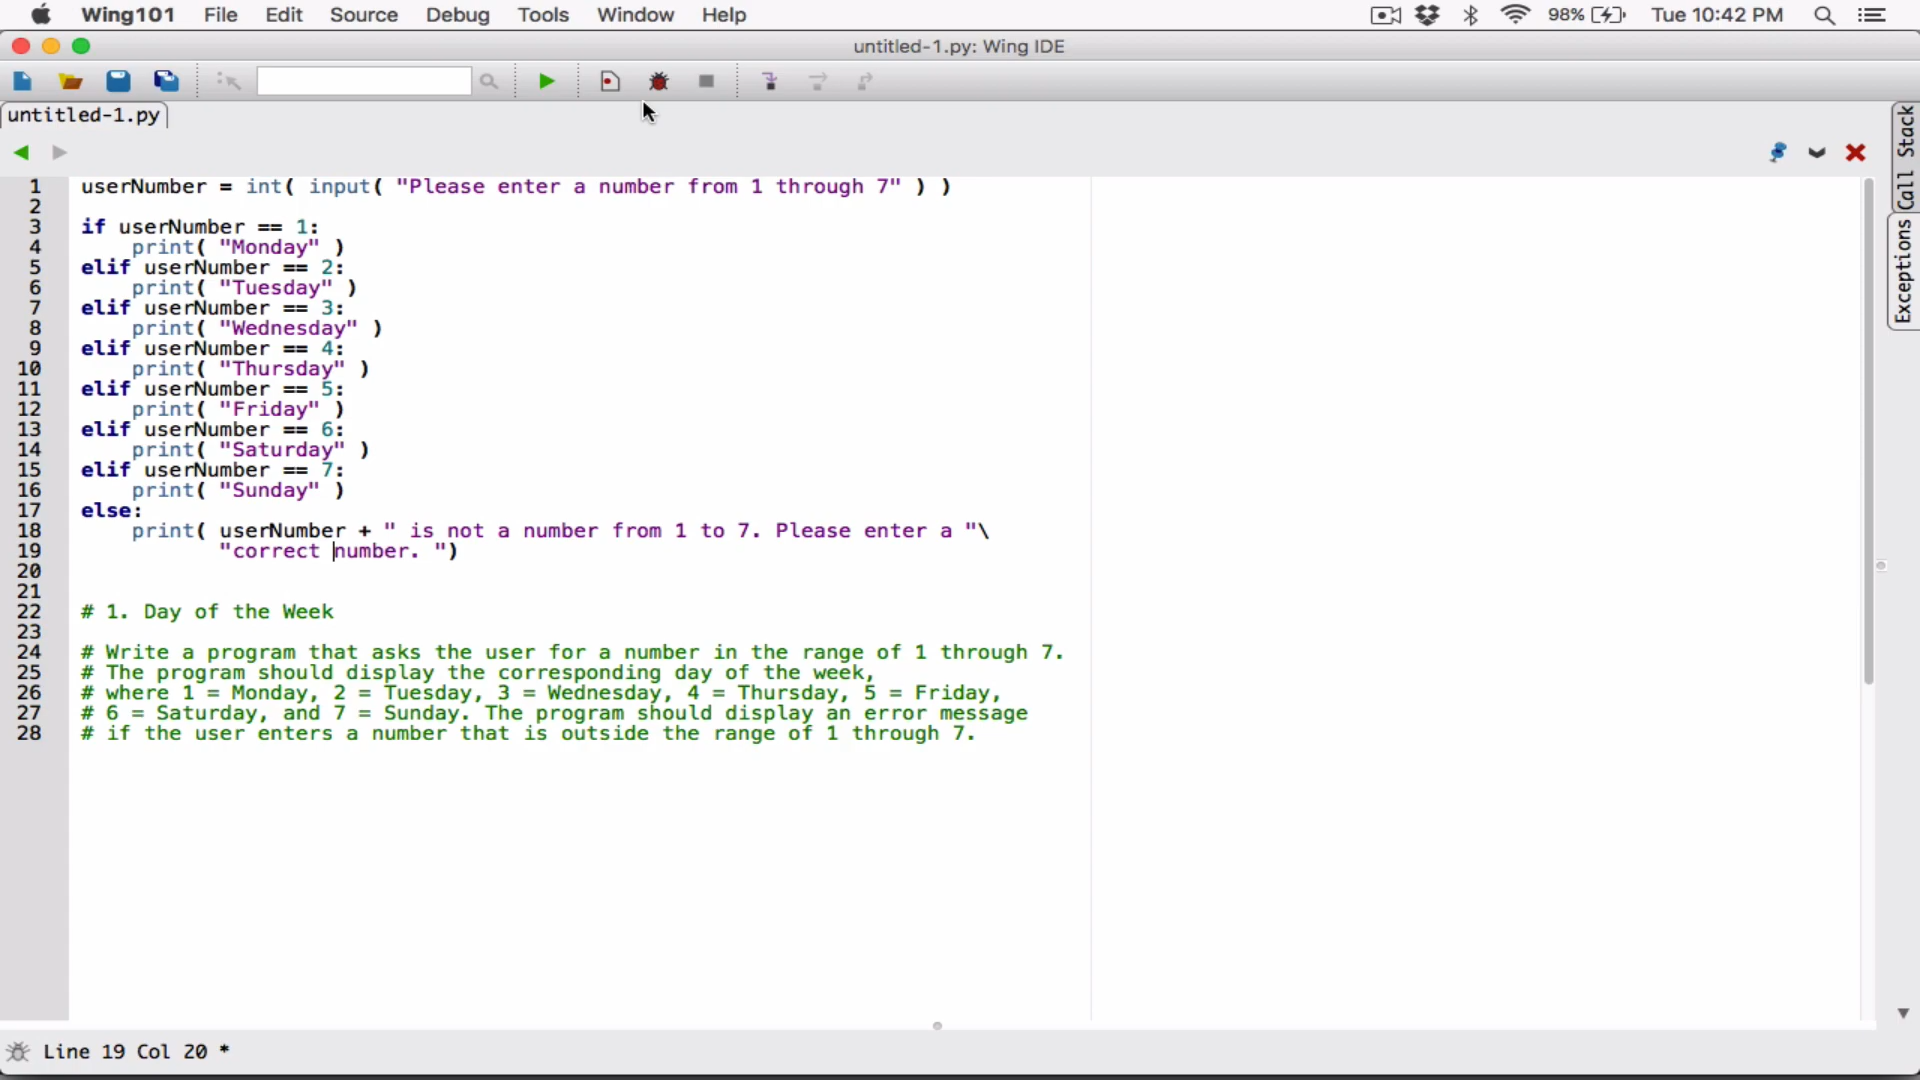 Wing101 File Edit Source Debug Tools Window Help 98% Tue 10:42 PM
untitled-1.py: Wing IDE
untitled-1.py
Call Stack
Exceptions
1 userNumber = int( input( "Please enter a number from 1 through 7" ) )
2
3 if userNumber == 1:
4 print( "Monday" )
5 elif userNumber == 2:
6 print( "Tuesday" )
7 elif userNumber == 3:
8 print( "Wednesday" )
9 elif userNumber == 4:
10 print( "Thursday" )
11 elif userNumber == 5:
12 print( "Friday" )
13 elif userNumber == 6:
14 print( "Saturday" )
15 elif userNumber == 7:
16 print( "Sunday" )
17 else:
18 print( userNumber + " is not a number from 1 to 7. Please enter a "\
19 "correct number. ")
20
21
22 # 1. Day of the Week
23
24 # Write a program that asks the user for a number in the range of 1 through 7.
25 # The program should display the corresponding day of the week,
26 # where 1 = Monday, 2 = Tuesday, 3 = Wednesday, 4 = Thursday, 5 = Friday,
27 # 6 = Saturday, and 7 = Sunday. The program should display an error message
28 # if the user enters a number that is outside the range of 1 through 7.
Line 19 Col 20 *